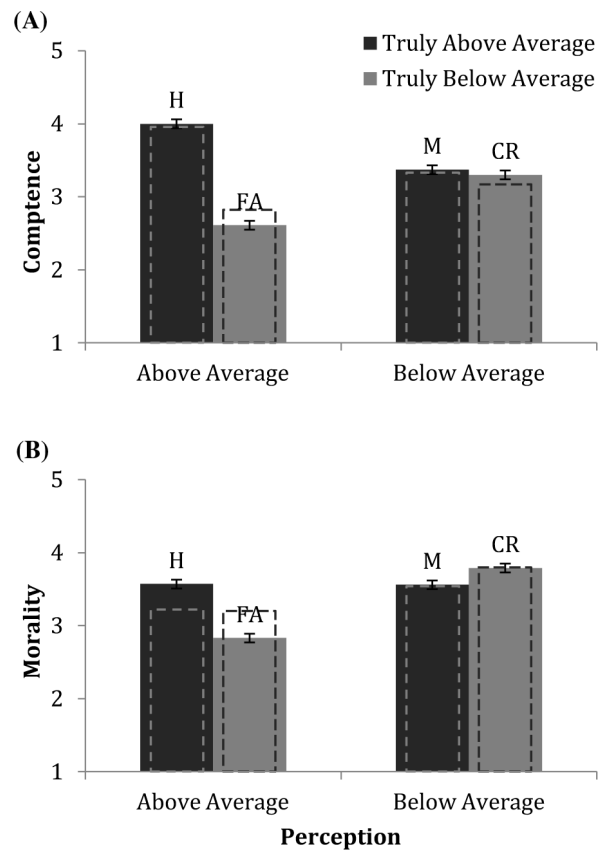 (A)
5
Truly Above Average
Truly Below Average
4
3
2
1
Comptence
H
FA
M
CR
Above Average
Below Average
(B)
5
4
3
2
1
Morality
H
FA
M
CR
Above Average
Below Average
Perception